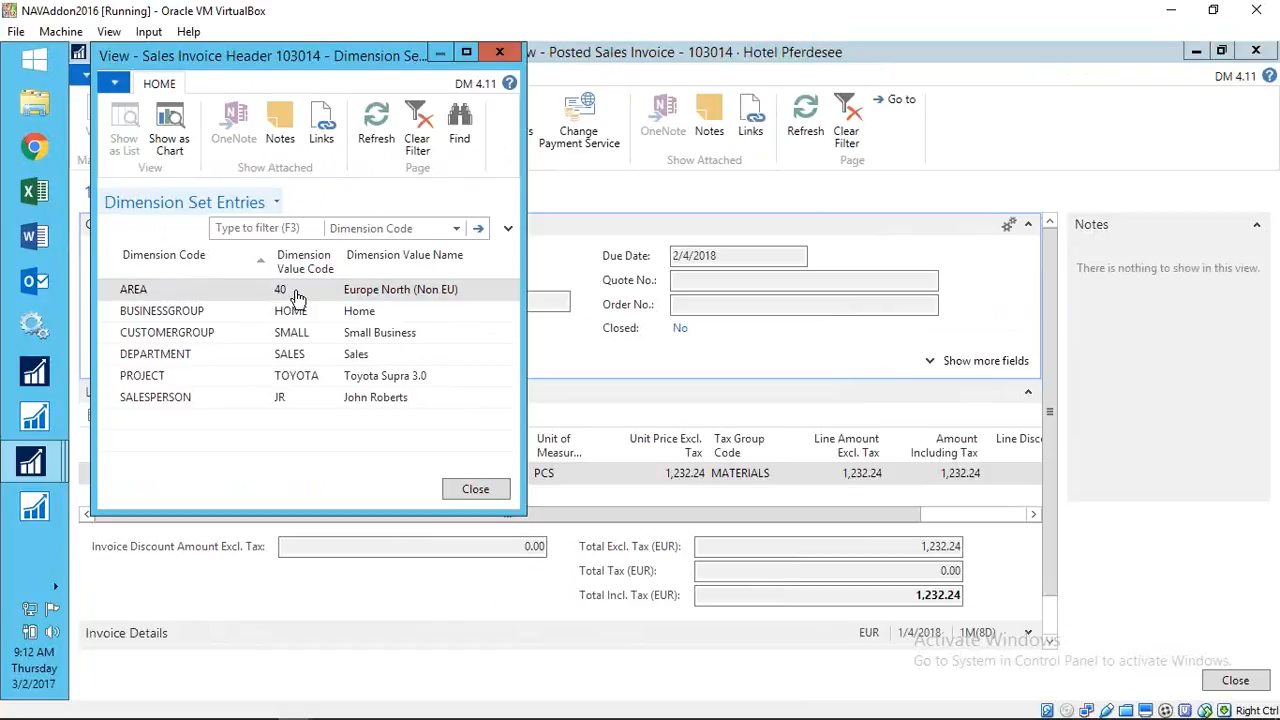 NAVAddon2016 [Running] - Oracle VM VirtualBox
File Machine View Input Help
View - Sales Invoice Header 103014 - Dimension Se...
- Posted Sales Invoice - 103014 · Hotel Pferdesee
HOME
DM 4.11
DM 4.11
Show as List
Show as Chart
OneNote
Notes
Links
Refresh
Clear Filter
Find
View
Show Attached
Page
Change Payment Service
OneNote
Notes
Links
Refresh
Clear Filter
Go to
Show Attached
Page
Dimension Set Entries
Type to filter (F3)
Dimension Code
Dimension Code
Dimension Value Code
Dimension Value Name
AREA 40 Europe North (Non EU)
BUSINESSGROUP HOME Home
CUSTOMERGROUP SMALL Small Business
DEPARTMENT SALES Sales
PROJECT TOYOTA Toyota Supra 3.0
SALESPERSON JR John Roberts
Close
Due Date: 2/4/2018
Quote No.:
Order No.:
Closed: No
Show more fields
Notes
There is nothing to show in this view.
Unit of Measur...
Unit Price Excl. Tax
Tax Group Code
Line Amount Excl. Tax
Amount Including Tax
Line Disco
PCS 1,232.24 MATERIALS 1,232.24 1,232.24
Invoice Discount Amount Excl. Tax: 0.00
Total Excl. Tax (EUR): 1,232.24
Total Tax (EUR): 0.00
Total Incl. Tax (EUR): 1,232.24
Invoice Details
EUR 1/4/2018 1M(8D)
Activate Windows
Go to System in Control Panel to activate Windows.
Close
9:12 AM
Thursday
3/2/2017
Right Ctrl